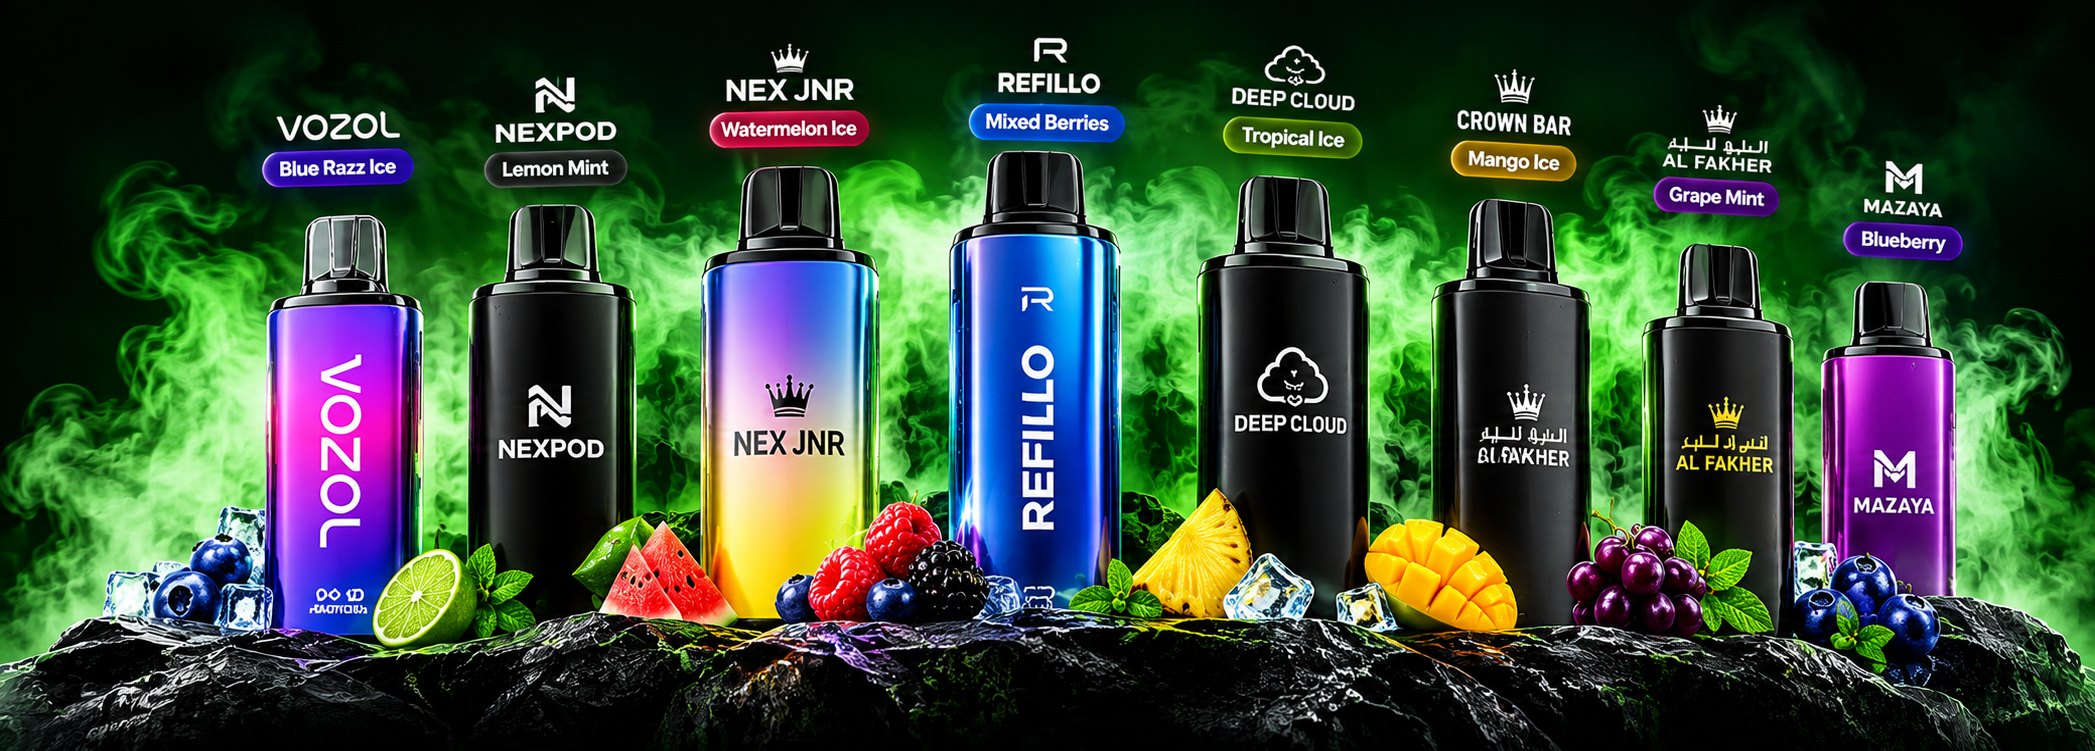 VOZOL
Blue Razz Ice
NEXPOD
Lemon Mint
NEX JNR
Watermelon Ice
REFILLO
Mixed Berries
DEEP CLOUD
Tropical Ice
CROWN BAR
Mango Ice
AL FAKHER
Grape Mint
MAZAYA
Blueberry
VOZOL
NEXPOD
NEX JNR
REFILLO
DEEP CLOUD
AL FAKHER
MAZAYA